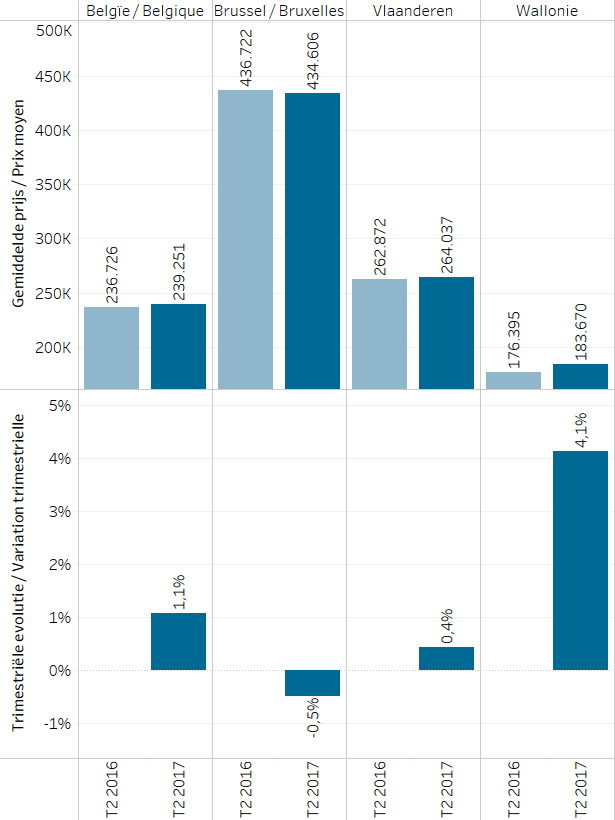 Belgïe / Belgique
Brussel / Bruxelles
Vlaanderen
Wallonie
Gemiddelde prijs / Prix moyen
500K
450K
400K
350K
300K
250K
200K
236.726
239.251
436.722
434.606
262.872
264.037
176.395
183.670
Trimestriële evolutie / Variation trimestrielle
5%
4%
3%
2%
1%
0%
-1%
1,1%
-0,5%
0,4%
4,1%
T2 2016
T2 2017
T2 2016
T2 2017
T2 2016
T2 2017
T2 2016
T2 2017